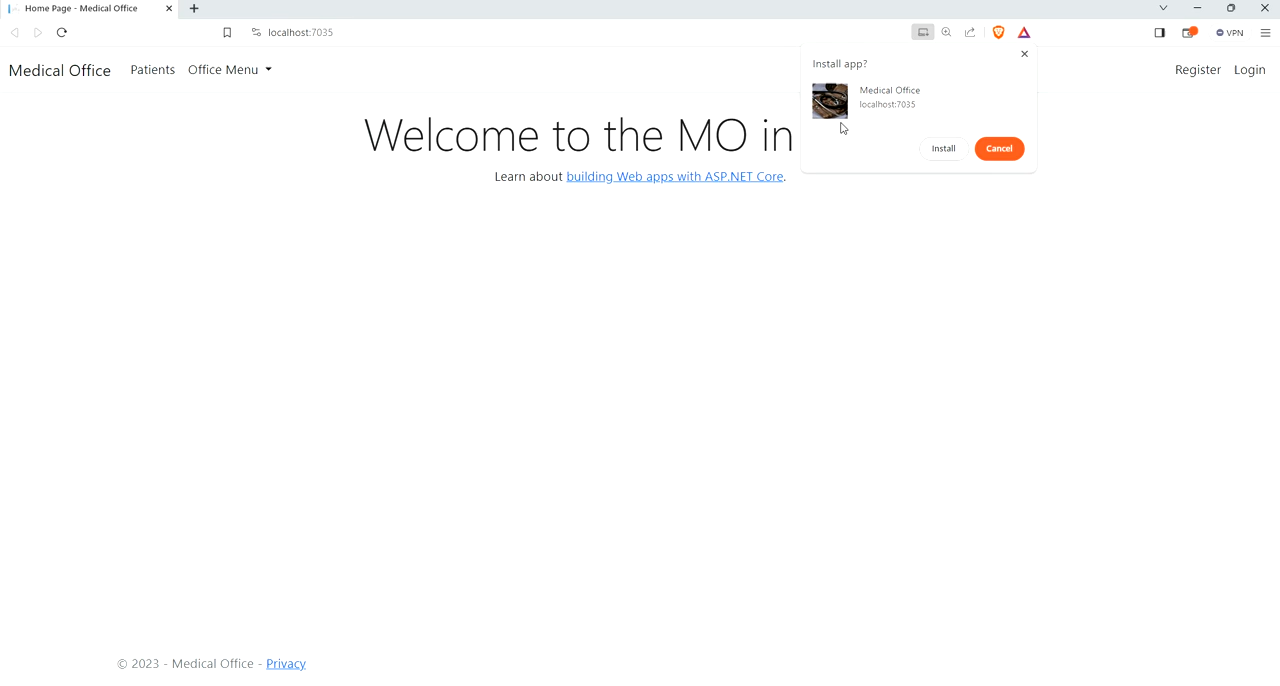 Home Page - Medical Office
localhost:7035
VPN
Medical Office Patients Office Menu Register Login
Install app?
Medical Office
localhost:7035
Install Cancel
Welcome to the MO in
Learn about building Web apps with ASP.NET Core.
© 2023 - Medical Office - Privacy